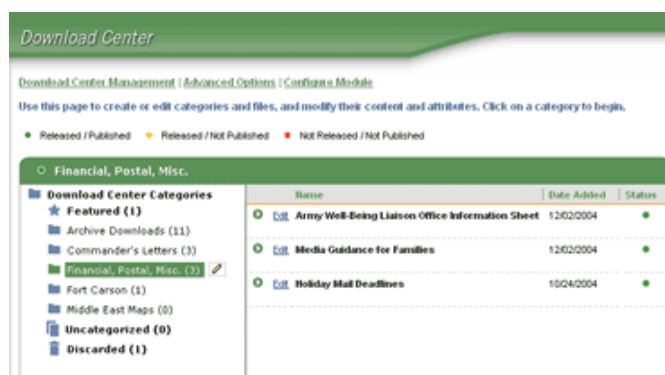 Download Center
Download Center Management | Advanced Options | Configure Module
Use this page to create or edit categories and files, and modify their content and attributes. Click on a category to begin.
Released / Published Released / Not Published Not Released / Not Published
Financial, Postal, Misc.
Download Center Categories
Featured (1)
Archive Downloads (11)
Commander's Letters (3)
Financial, Postal, Misc. (3)
Fort Carson (1)
Middle East Maps (0)
Uncategorized (0)
Discarded (1)
Name Date Added Status
Edit Army Well-Being Liaison Office Information Sheet 12/02/2004
Edit Media Guidance for Families 12/02/2004
Edit Holiday Mail Deadlines 10/24/2004